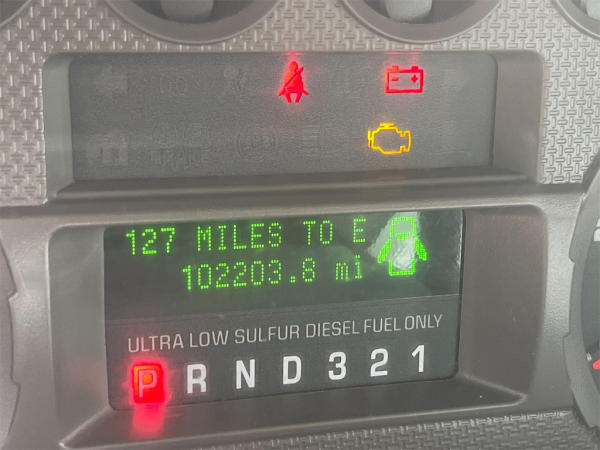 127 MILES TO E
102203.8 mi
ULTRA LOW SULFUR DIESEL FUEL ONLY
P R N D 3 2 1